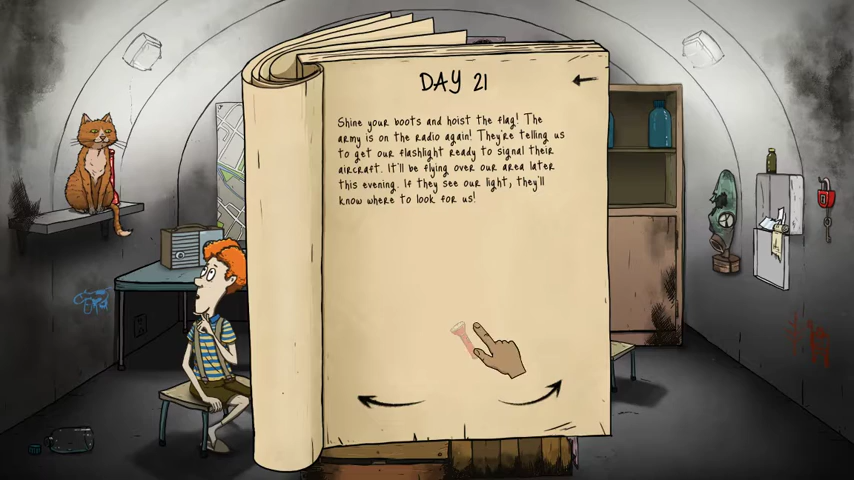 DAY 21
Shine your boots and hoist the flag! The
army is on the radio again! They're telling us
to get our flashlight ready to signal their
aircraft. It'll be flying over our area later
this evening. If they see our light, they'll
know where to look for us!